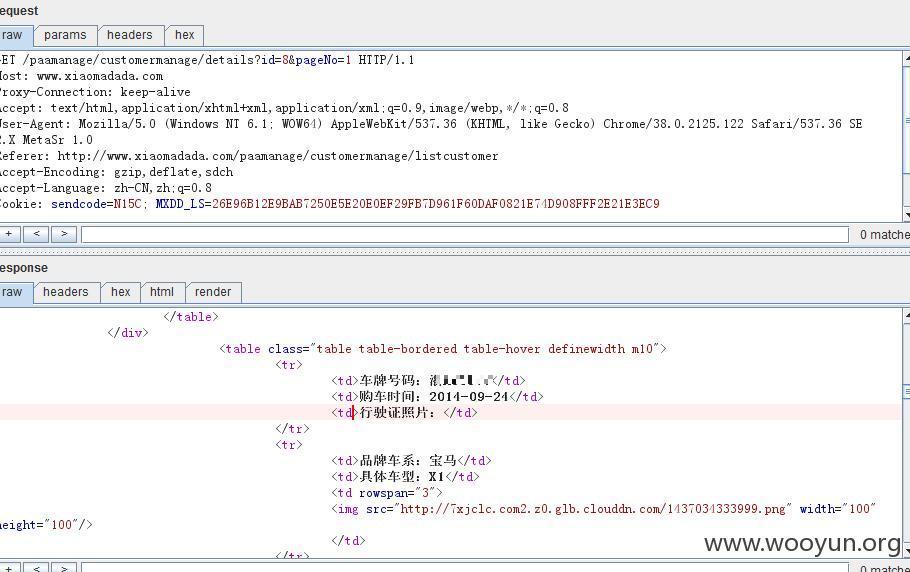 equest
raw params headers hex
ET /paamanage/customermanage/details?id=8&pageNo=1 HTTP/1.1
ost: www.xiaomadada.com
roxy-Connection: keep-alive
ccept: text/html,application/xhtml+xml,application/xml;q=0.9,image/webp,*/*;q=0.8
ser-Agent: Mozilla/5.0 (Windows NT 6.1; WOW64) AppleWebKit/537.36 (KHTML, like Gecko) Chrome/38.0.2125.122 Safari/537.36 SE
2.X MetaSr 1.0
eferer: http://www.xiaomadada.com/paamanage/customermanage/listcustomer
ccept-Encoding: gzip,deflate,sdch
ccept-Language: zh-CN,zh;q=0.8
ookie: sendcode=N15C; MXDD_LS=26E96B12E9BAB7250E5E20E0EF29FB7D961F60DAF0821E74D908FFF2E21E3EC9
+ < > 0 matche
esponse
raw headers hex html render
</table>
</div>
<table class="table table-bordered table-hover definewidth m10">
<tr>
<td>车牌号码：</td>
<td>购车时间：2014-09-24</td>
<td>行驶证照片：</td>
</tr>
<tr>
<td>品牌车系：宝马</td>
<td>具体车型：X1</td>
<td rowspan="3">
<img src="http://7xjclc.com2.z0.glb.clouddn.com/1437034333999.png" width="100"
height="100"/>
</td>
</tr>
www.wooyun.org
+ < > 0 matche